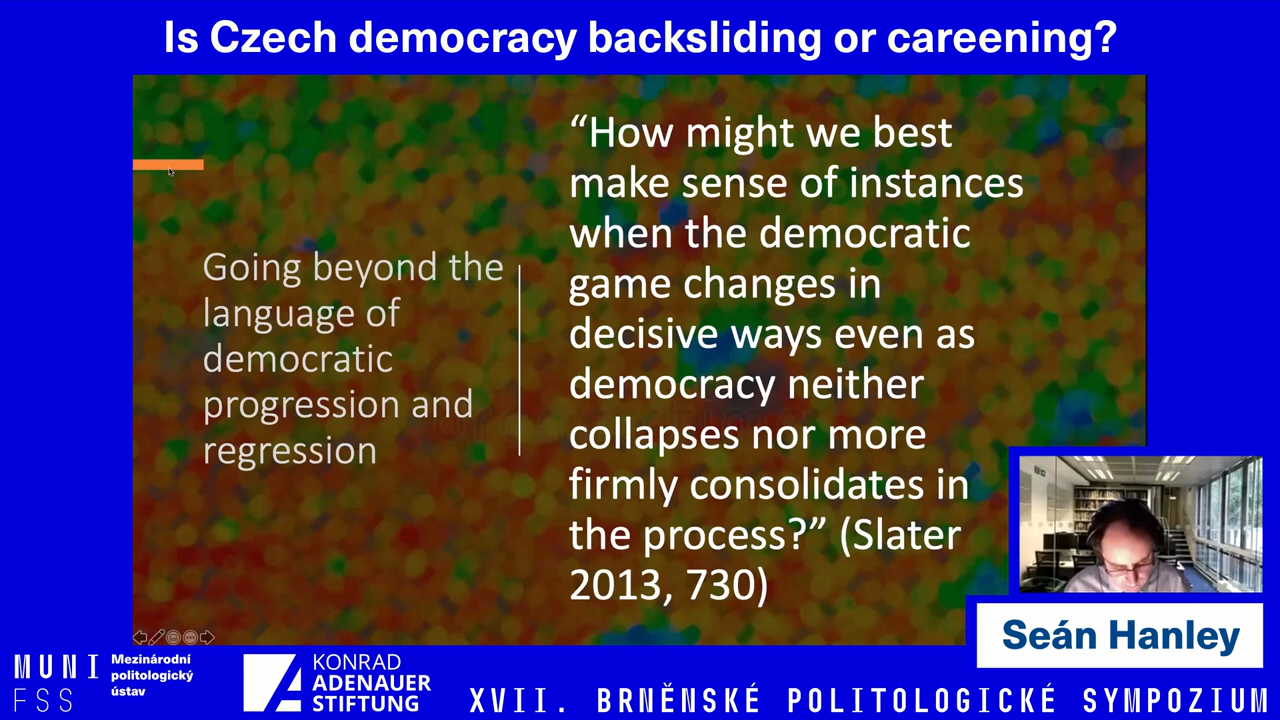 Is Czech democracy backsliding or careening?
Going beyond the
language of
democratic
progression and
regression
“How might we best
make sense of instances
when the democratic
game changes in
decisive ways even as
democracy neither
collapses nor more
firmly consolidates in
the process?” (Slater
2013, 730)
Seán Hanley
MUNI
FSS
Mezinárodní
politologický
ústav
KONRAD
ADENAUER
STIFTUNG
XVII. BRNĚNSKÉ POLITOLOGICKÉ SYMPOZIUM